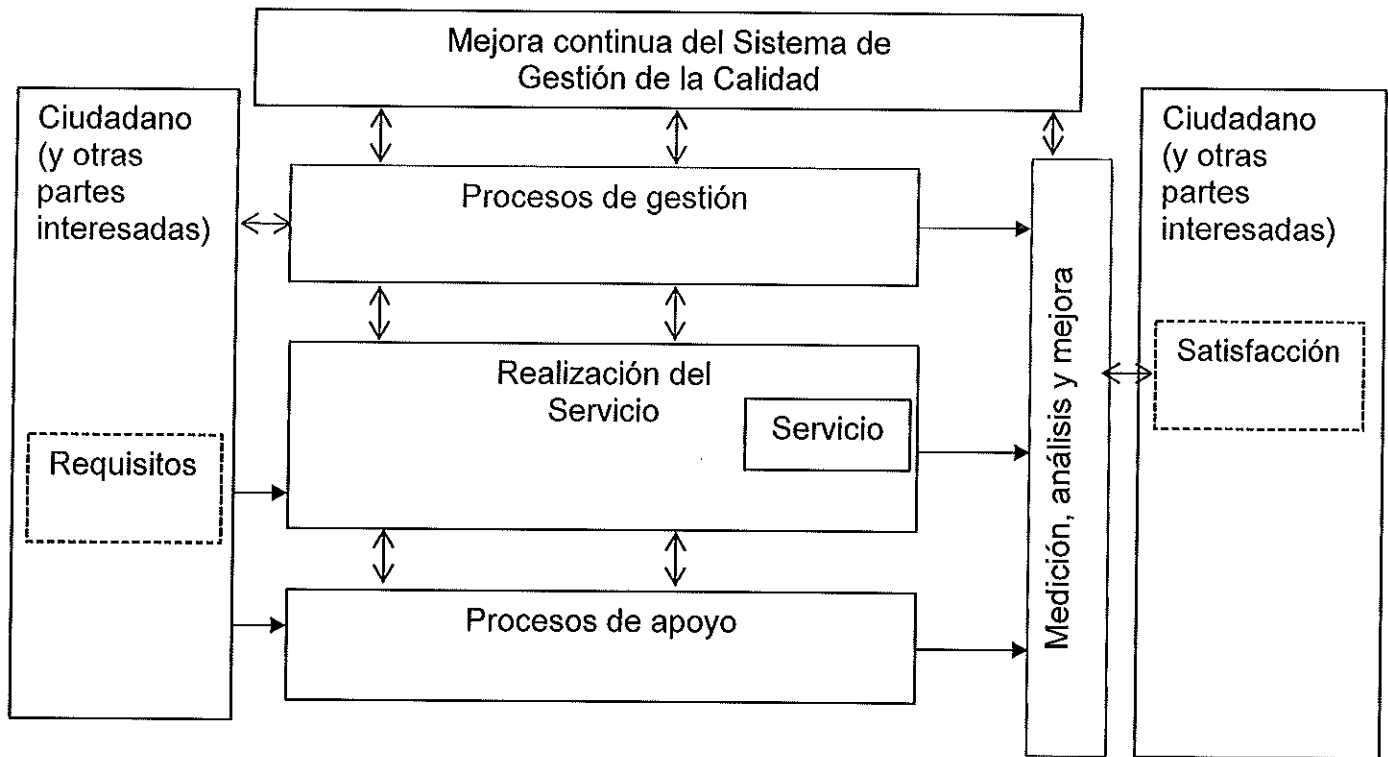 Mejora continua del Sistema de
Gestión de la Calidad
Ciudadano
(y otras
partes
interesadas)
Requisitos
Procesos de gestión
Realización del
Servicio
Servicio
Procesos de apoyo
Medición, análisis y mejora
Ciudadano
(y otras
partes
interesadas)
Satisfacción